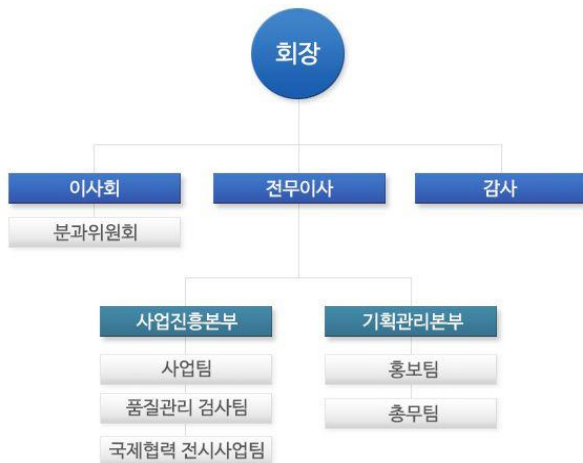 회장
이사회
전무이사
감사
분과위원회
사업진흥본부
기획관리본부
사업팀
홍보팀
품질관리 검사팀
총무팀
국제협력 전시사업팀